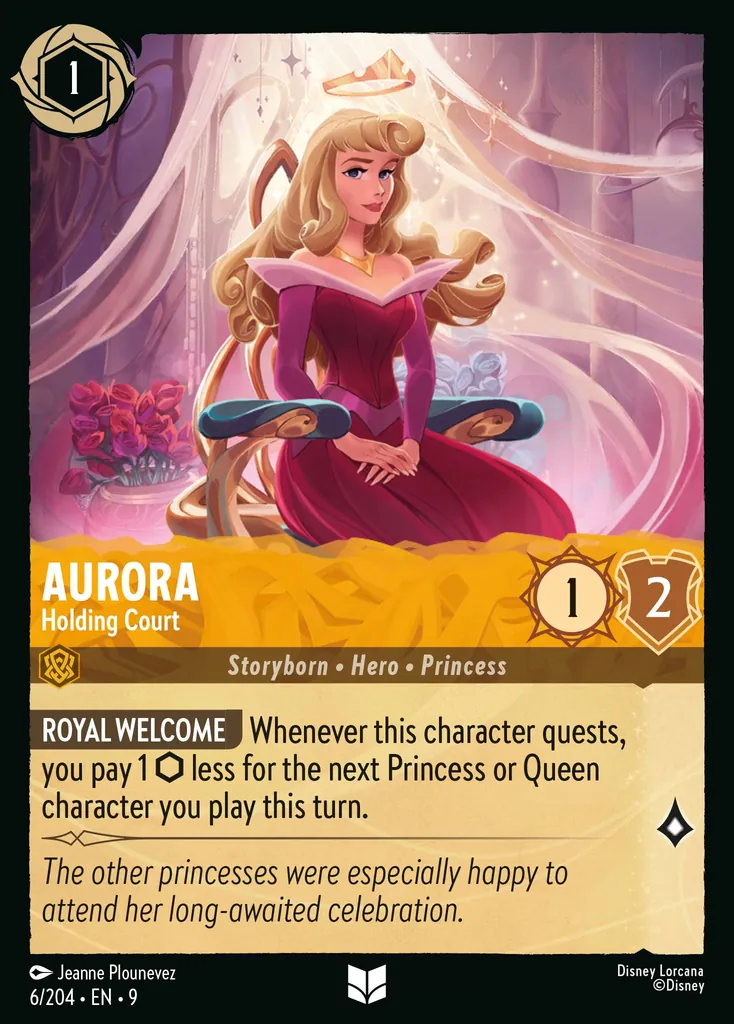 1
AURORA
Holding Court
1
2
Storyborn • Hero • Princess
ROYAL WELCOME Whenever this character quests,
you pay 1 ⬡ less for the next Princess or Queen
character you play this turn.
The other princesses were especially happy to
attend her long-awaited celebration.
Jeanne Plounevez
6/204 • EN • 9
Disney Lorcana
©Disney